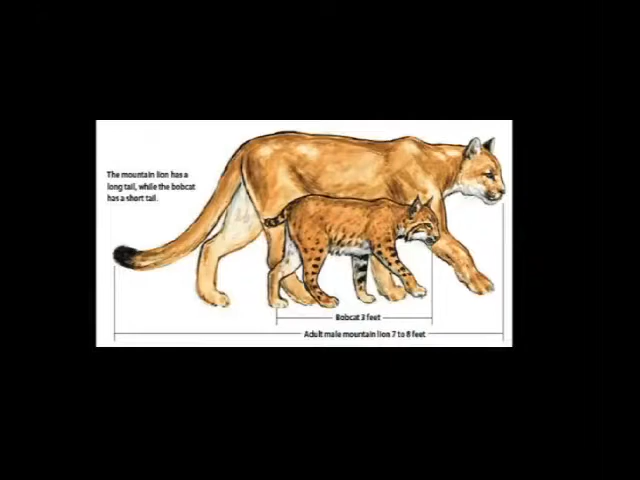 The mountain lion has a
long tail, while the bobcat
has a short tail.
Bobcat 3 feet
Adult male mountain lion 7 to 8 feet